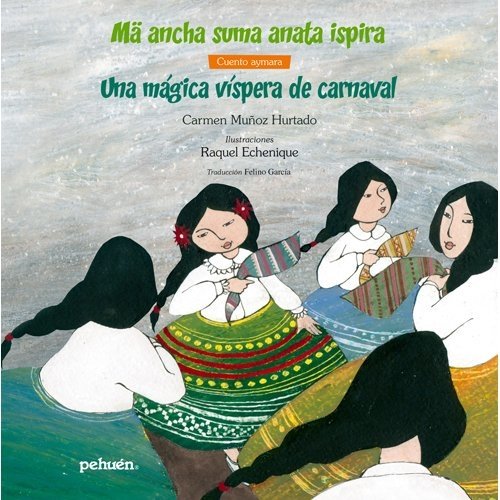 Mä ancha suma anata ispira
Cuento aymara
Una mágica víspera de carnaval
Carmen Muñoz Hurtado
Ilustraciones
Raquel Echenique
Traducción Felino García
pehuén®